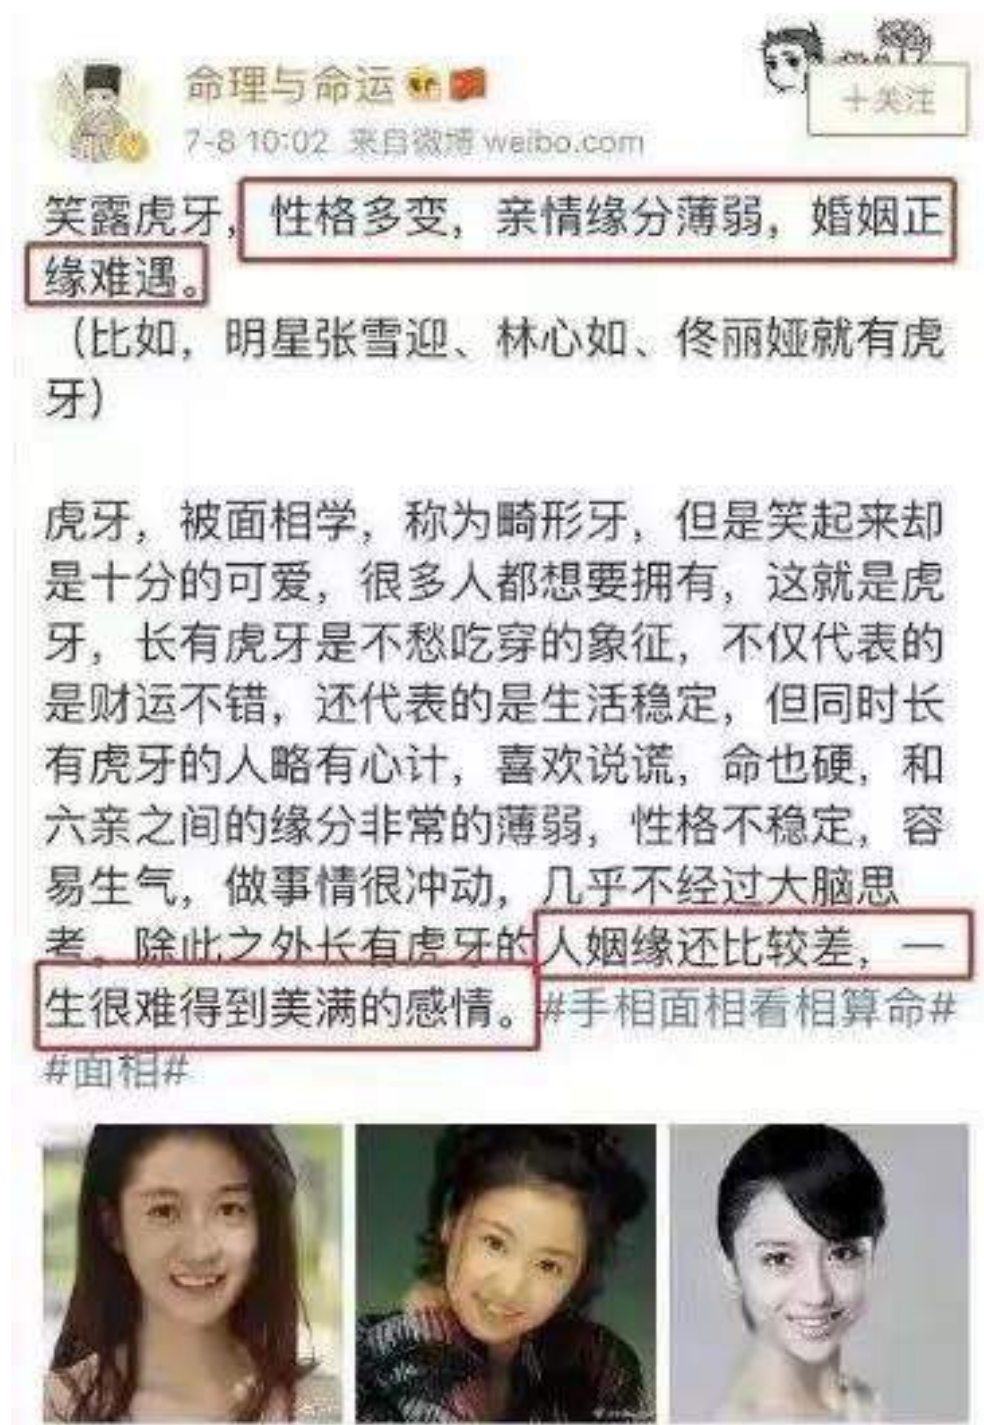 命理与命运
+关注
7-8 10:02 来自微博 weibo.com
笑露虎牙，性格多变，亲情缘分薄弱，婚姻正
缘难遇。
（比如，明星张雪迎、林心如、佟丽娅就有虎
牙）
虎牙，被面相学，称为畸形牙，但是笑起来却
是十分的可爱，很多人都想要拥有，这就是虎
牙，长有虎牙是不愁吃穿的象征，不仅代表的
是财运不错，还代表的是生活稳定，但同时长
有虎牙的人略有心计，喜欢说谎，命也硬，和
六亲之间的缘分非常的薄弱，性格不稳定，容
易生气，做事情很冲动，几乎不经过大脑思
考。除此之外长有虎牙的人姻缘还比较差，一
生很难得到美满的感情。#手相面相看相算命#
#面相#